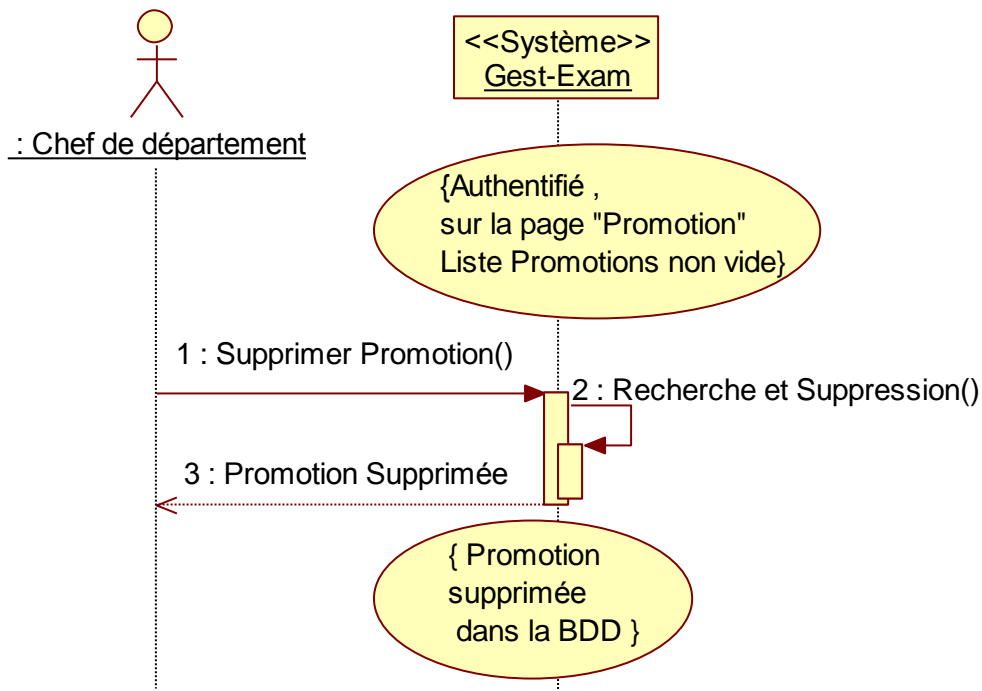 <<Système>>
Gest-Exam
: Chef de département
{Authentifié ,
sur la page "Promotion"
Liste Promotions non vide}
1 : Supprimer Promotion()
2 : Recherche et Suppression()
3 : Promotion Supprimée
{ Promotion
supprimée
dans la BDD }